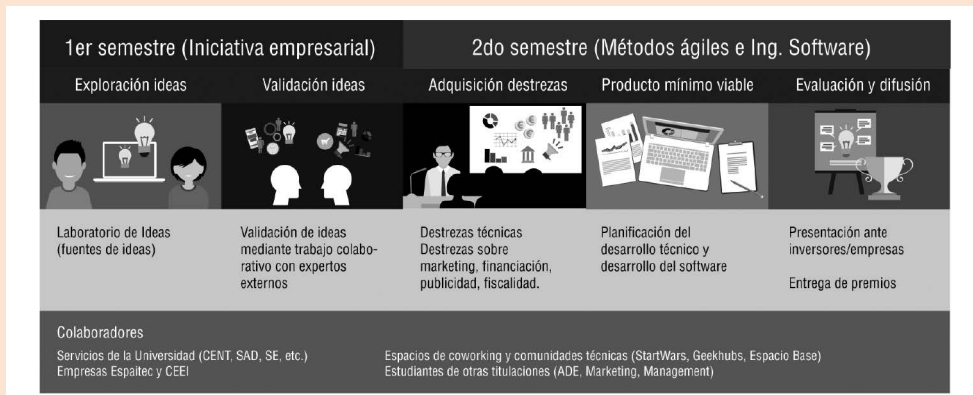 1er semestre (Iniciativa empresarial)
2do semestre (Métodos ágiles e Ing. Software)
Exploración ideas
Validación ideas
Adquisición destrezas
Producto mínimo viable
Evaluación y difusión
Laboratorio de Ideas
(fuentes de ideas)
Validación de ideas
mediante trabajo colabo-
rativo con expertos
externos
Destrezas técnicas
Destrezas sobre
marketing, financiación,
publicidad, fiscalidad.
Planificación del
desarrollo técnico y
desarrollo del software
Presentación ante
inversores/empresas
Entrega de premios
Colaboradores
Servicios de la Universidad (CENT, SAD, SE, etc.)
Empresas Espaitec y CEEI
Espacios de coworking y comunidades técnicas (StartWars, Geekhubs, Espacio Base)
Estudiantes de otras titulaciones (ADE, Marketing, Management)